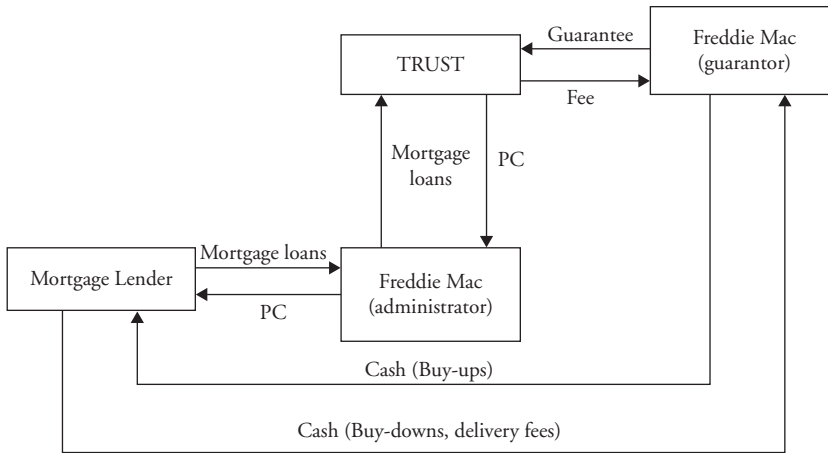 Guarantee
Freddie Mac
(guarantor)
TRUST
Fee
Mortgage
loans
PC
Mortgage loans
Mortgage Lender
Freddie Mac
(administrator)
PC
Cash (Buy-ups)
Cash (Buy-downs, delivery fees)